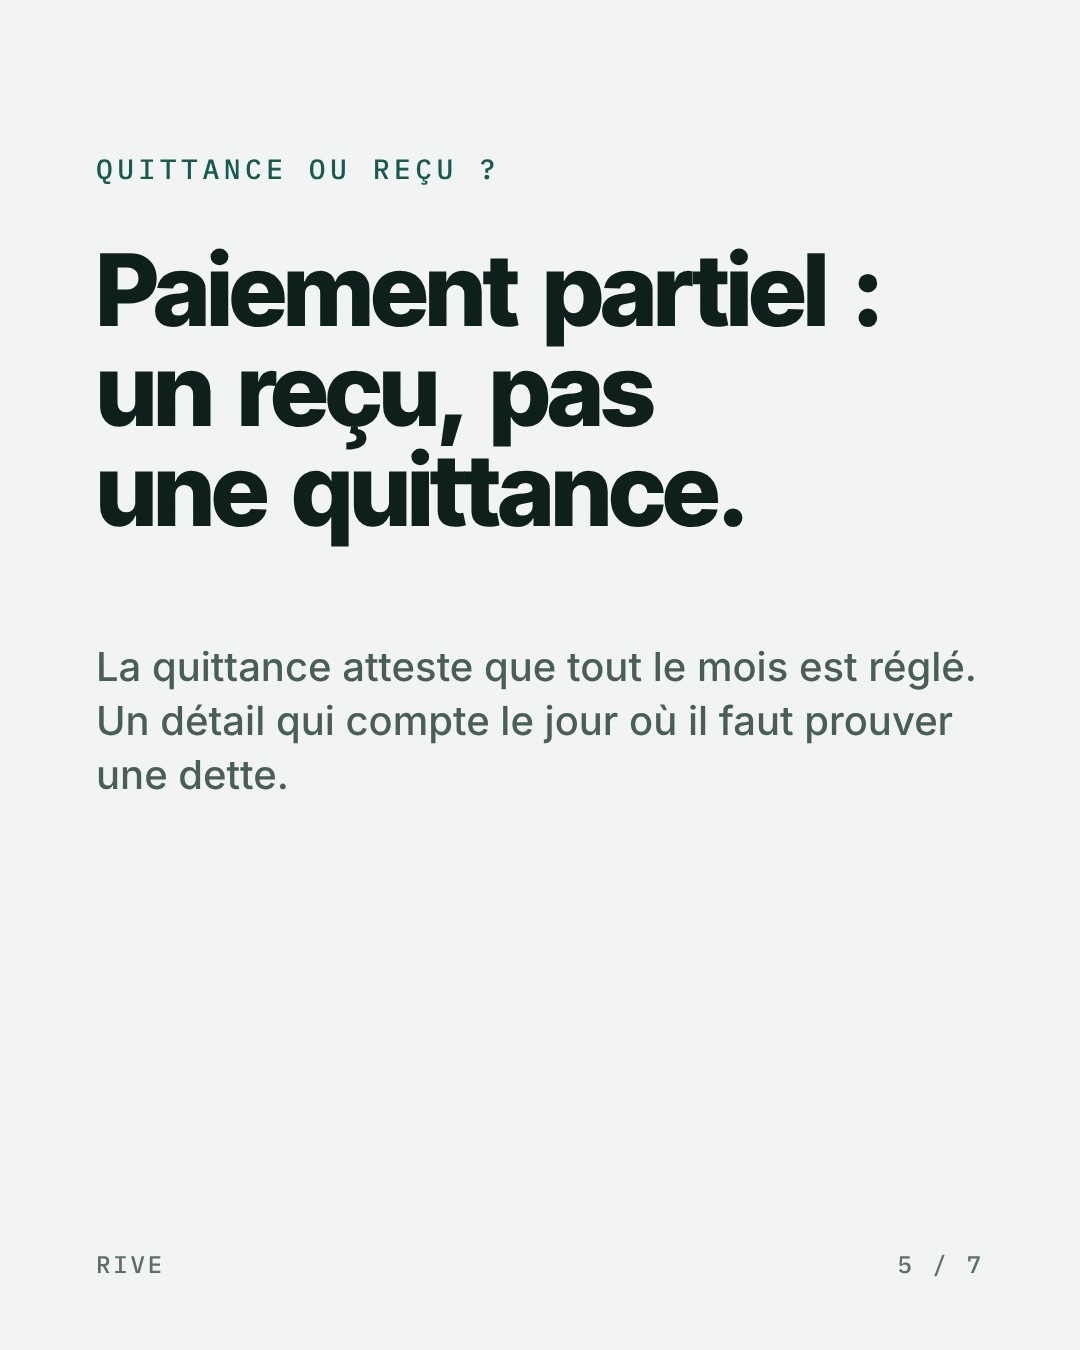 QUITTANCE OU REÇU ?
Paiement partiel :
un reçu, pas
une quittance.
La quittance atteste que tout le mois est réglé.
Un détail qui compte le jour où il faut prouver
une dette.
RIVE
5 / 7